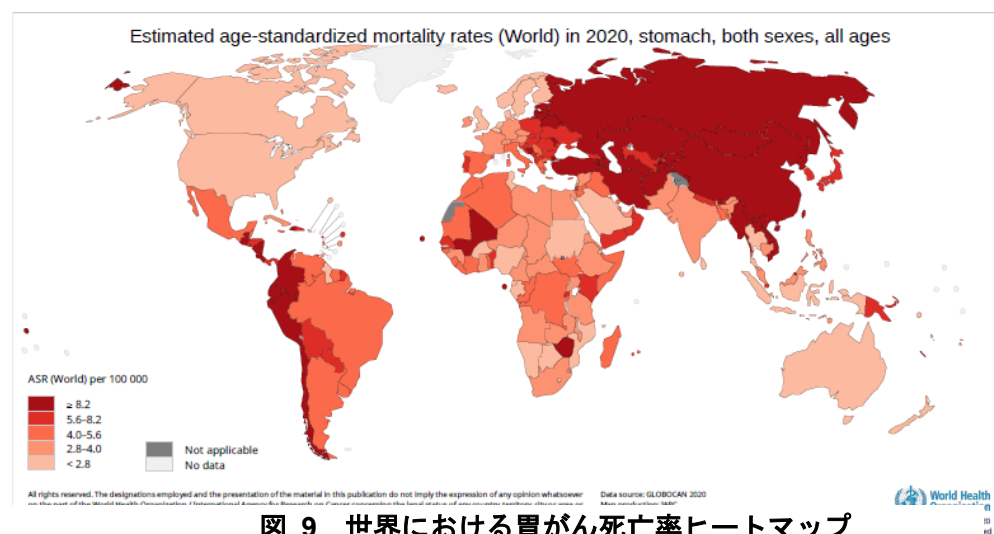 Estimated age-standardized mortality rates (World) in 2020, stomach, both sexes, all ages
ASR (World) per 100 000
≥ 8.2
5.6–8.2
4.0–5.6
2.8–4.0
< 2.8
Not applicable
No data
All rights reserved. The designations employed and the presentation of the material in this publication do not imply the expression of any opinion whatsoever
Data source: GLOBOCAN 2020
World Health
図 9 世界における胃がん死亡率ヒートマップ